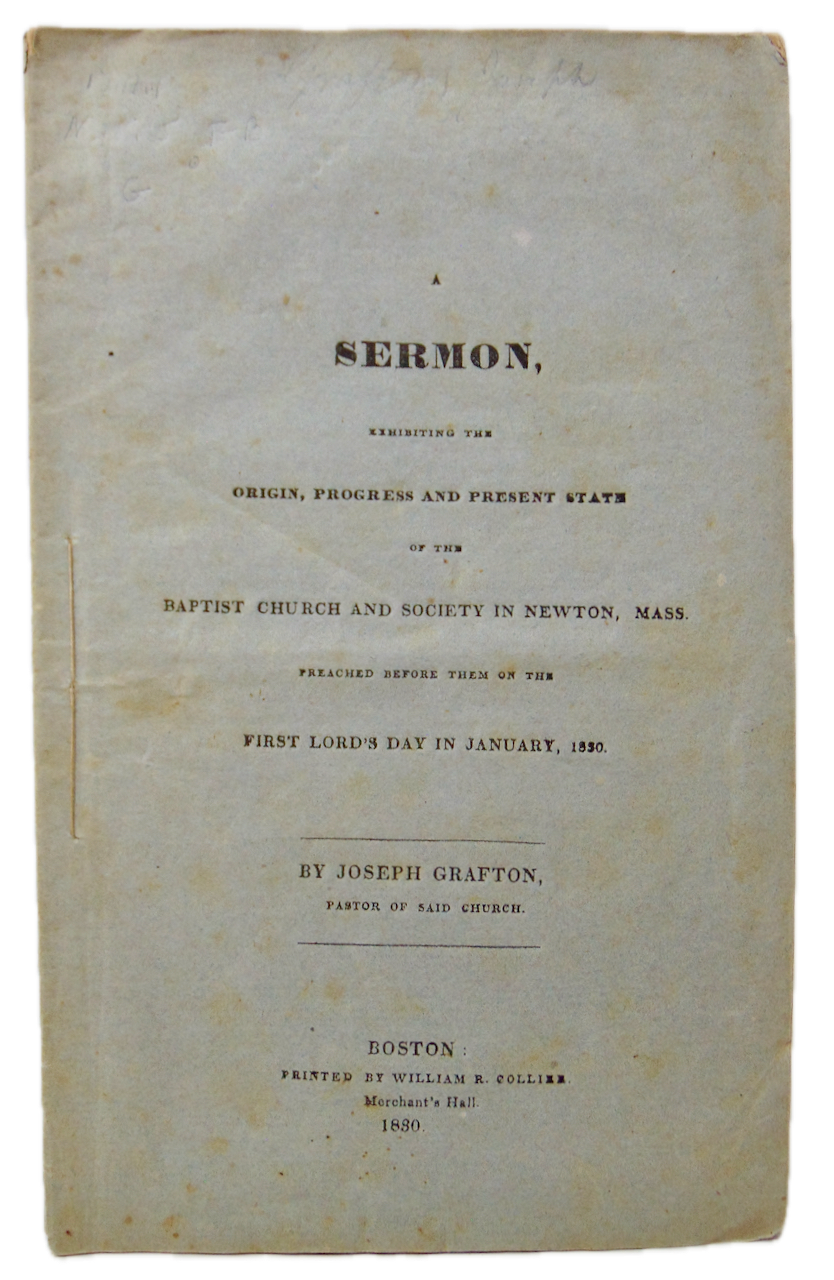 A
SERMON,
EXHIBITING THE
ORIGIN, PROGRESS AND PRESENT STATE
OF THE
BAPTIST CHURCH AND SOCIETY IN NEWTON, MASS.
PREACHED BEFORE THEM ON THE
FIRST LORD'S DAY IN JANUARY, 1830.
BY JOSEPH GRAFTON,
PASTOR OF SAID CHURCH.
BOSTON:
PRINTED BY WILLIAM R. COLLIER.
Merchant's Hall.
1830.